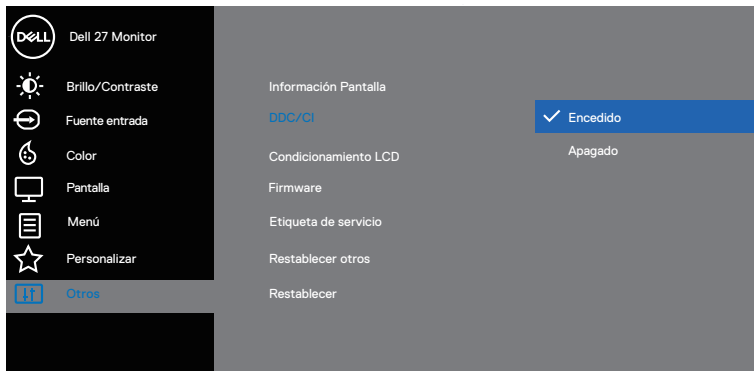 DELL
Dell 27 Monitor
Brillo/Contraste
Fuente entrada
Color
Pantalla
Menú
Personalizar
Otros
Información Pantalla
DDC/CI
Condicionamiento LCD
Firmware
Etiqueta de servicio
Restablecer otros
Restablecer
Encedido
Apagado